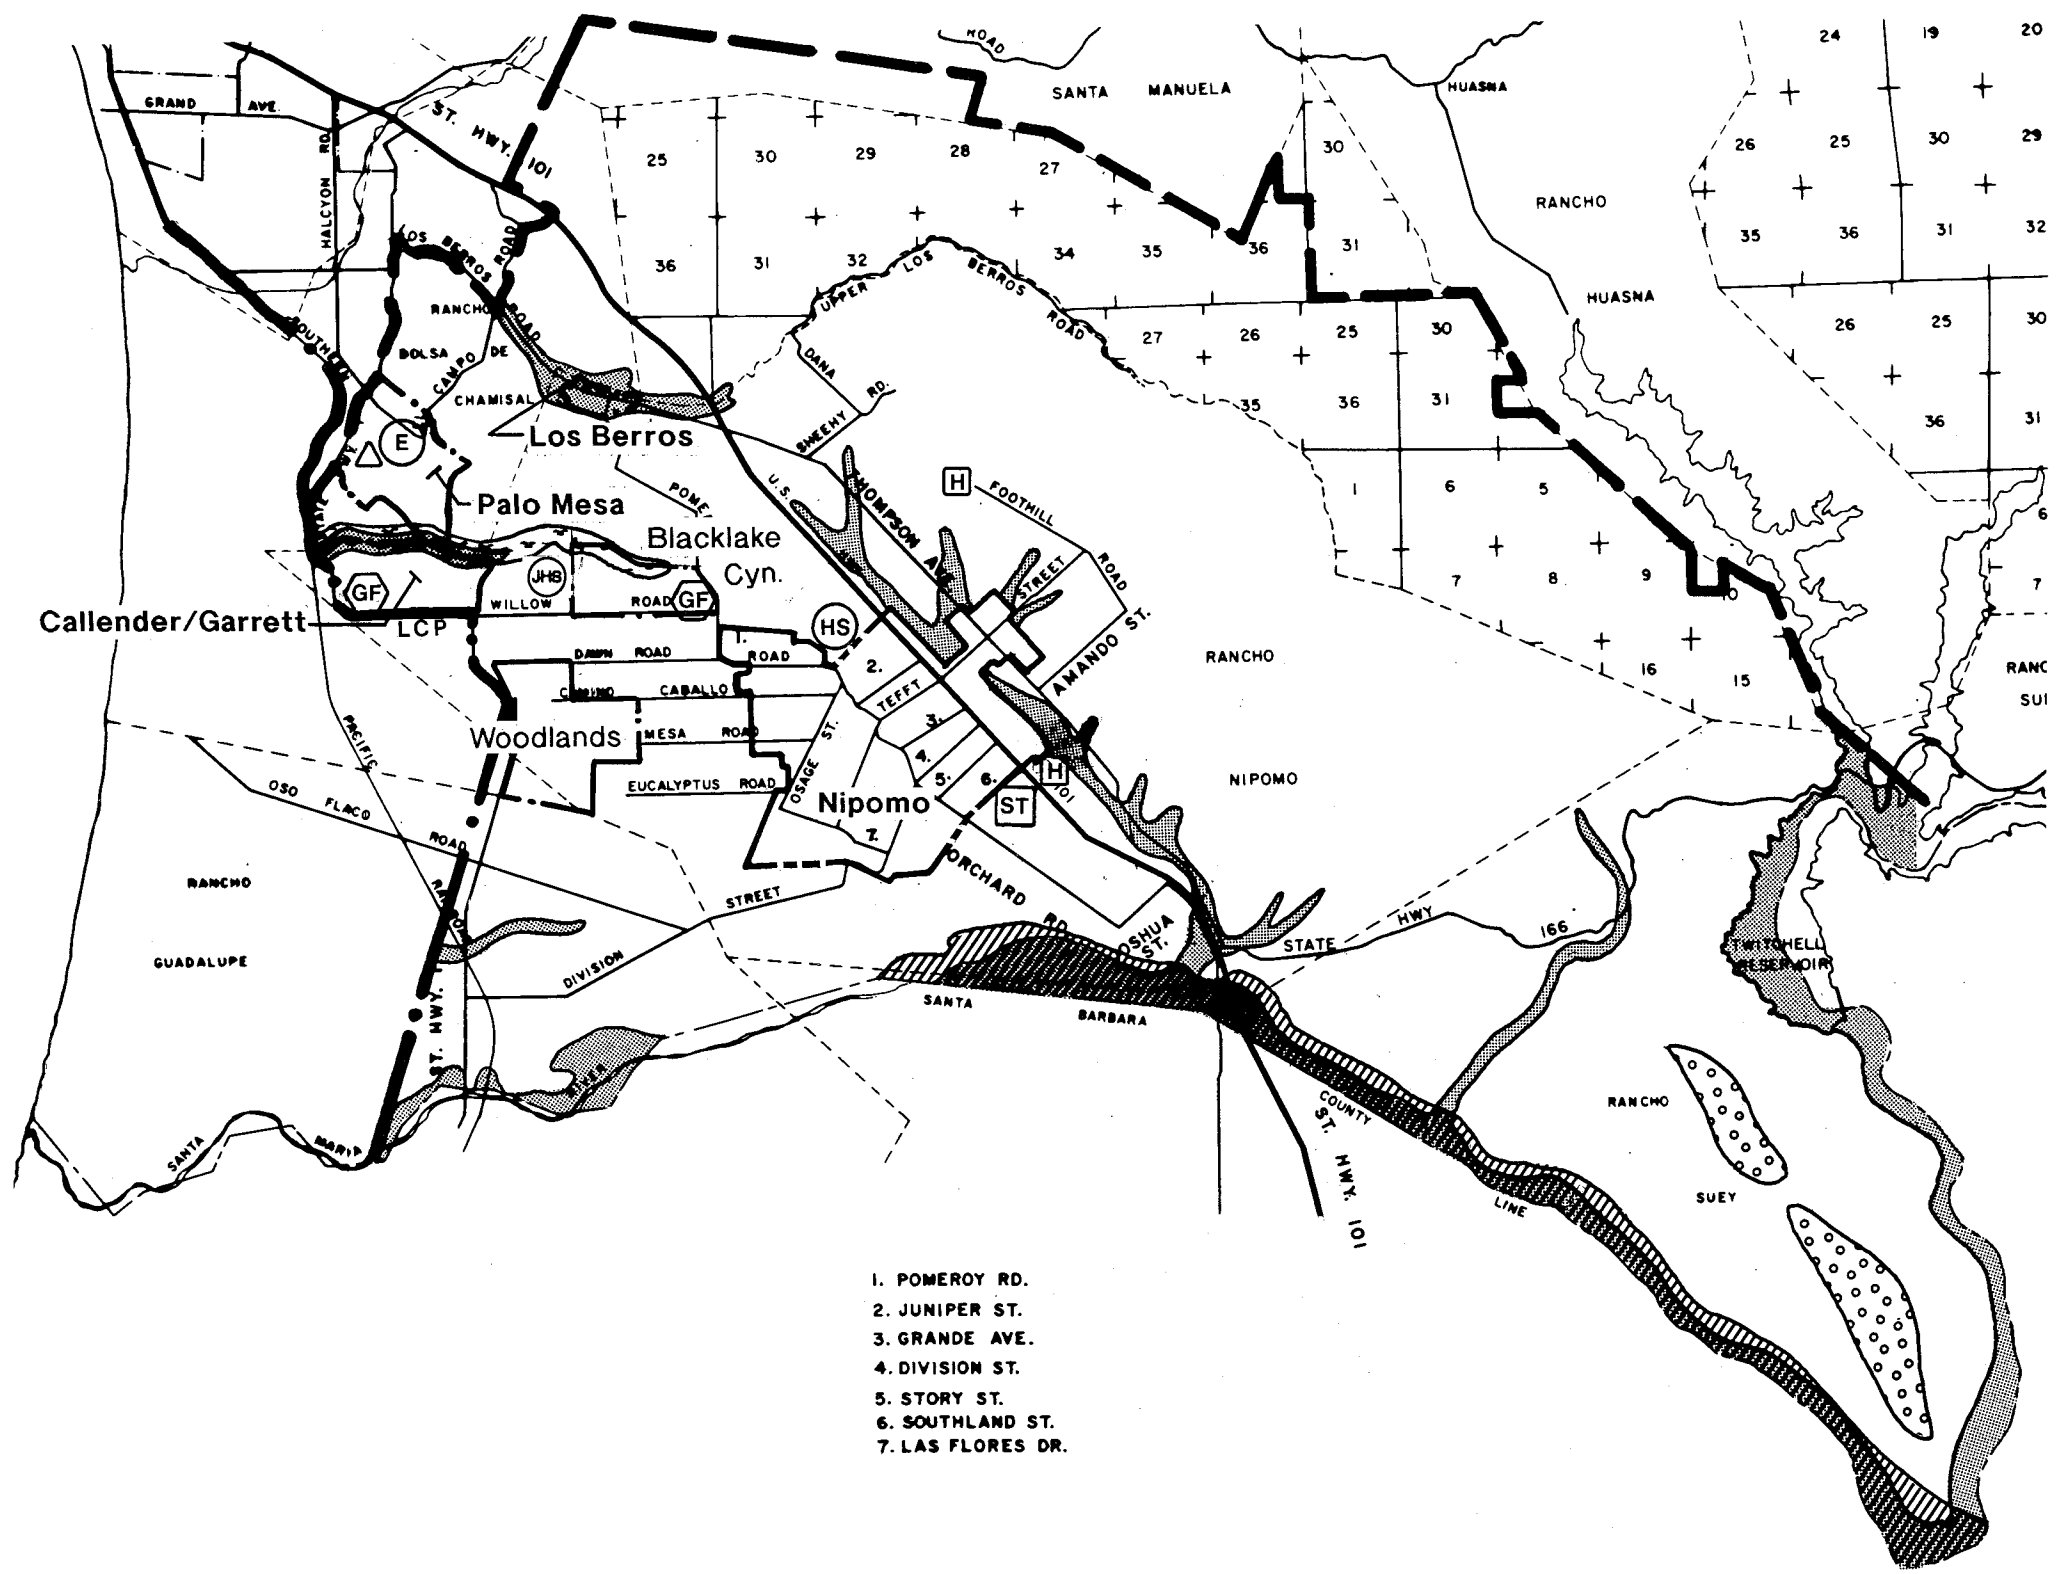 ROAD
24
19
20
GRAND AVE.
ST. HWY. 101
SANTA MANUELA
HUASNA
HALCYON RD.
25
30
29
28
27
30
26
25
30
29
RANCHO
LOS BERROS ROAD
ROAD
36
31
32
34
35
36
31
35
36
31
32
UPPER LOS BERROS ROAD
HUASNA
RANCHO
BOLSA DE
CHAMISAL
CAMPO
SOUTHERN
27
26
25
30
26
25
30
DANA
SHEEHY RD.
35
36
31
36
31
Los Berros
E
Palo Mesa
POME
U.S.
THOMPSON AVE.
H
FOOTHILL ROAD
1
6
5
6
Blacklake
Cyn.
GF
JHS
GF
WILLOW ROAD
STREET
7
8
9
10
7
Callender/Garrett
LCP
HS
1.
2.
DAWN ROAD
ROAD
CAMINO CABALLO
TEFFT
AMANDO ST.
RANCHO
16
15
RANC
SUE
Woodlands
MESA ROAD
OSAGE ST.
3.
4.
5.
6.
H
101
NIPOMO
PACIFIC
OSO FLACO ROAD
EUCALYPTUS ROAD
Nipomo
ST
7.
RANCHO
GUADALUPE
ORCHARD RD.
STREET
DIVISION
OSHUA ST.
STATE HWY 166
TWITCHELL
RESERVOIR
SANTA BARBARA COUNTY LINE
ST. HWY. 1
RIVER
SANTA MARIA
ST. HWY. 101
RANCHO
SUEY
1. POMEROY RD.
2. JUNIPER ST.
3. GRANDE AVE.
4. DIVISION ST.
5. STORY ST.
6. SOUTHLAND ST.
7. LAS FLORES DR.